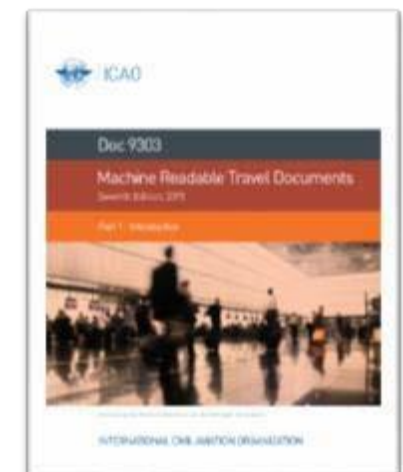 ICAO
Doc 9303
Machine Readable Travel Documents
Seventh Edition, 2015
Part 1: Introduction
INTERNATIONAL CIVIL AVIATION ORGANIZATION